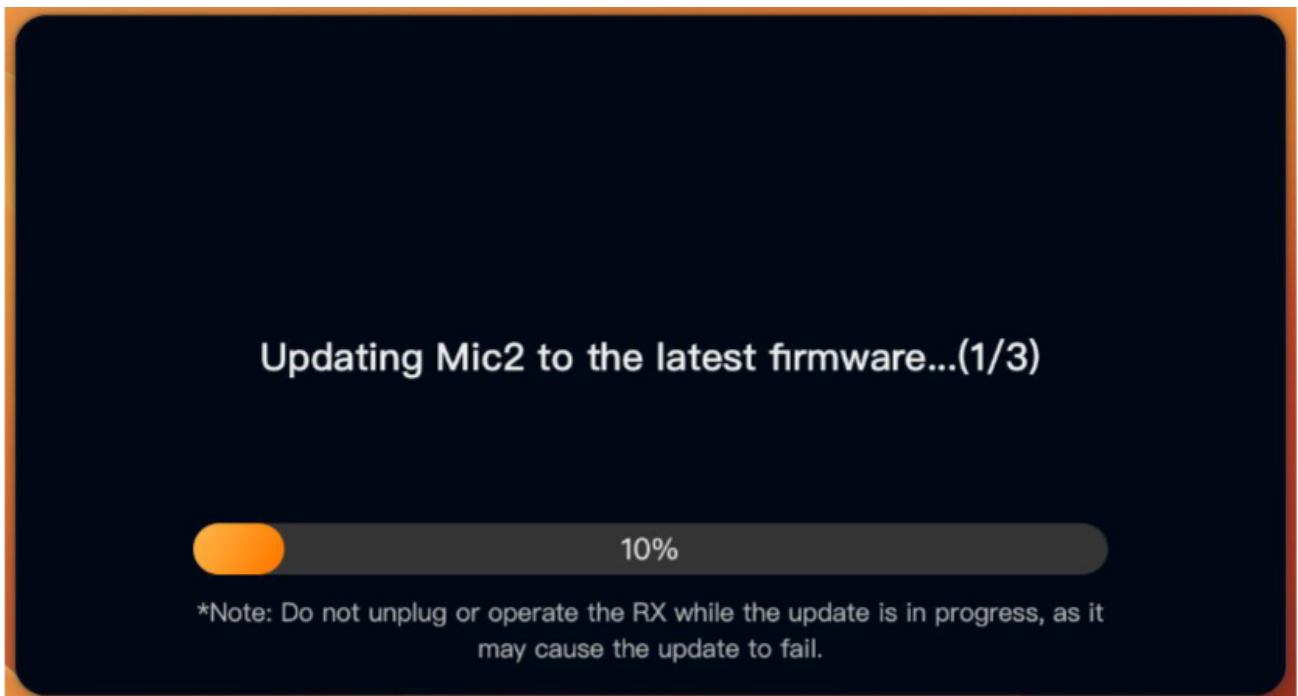 Updating Mic2 to the latest firmware...(1/3)
10%
*Note: Do not unplug or operate the RX while the update is in progress, as it
may cause the update to fail.